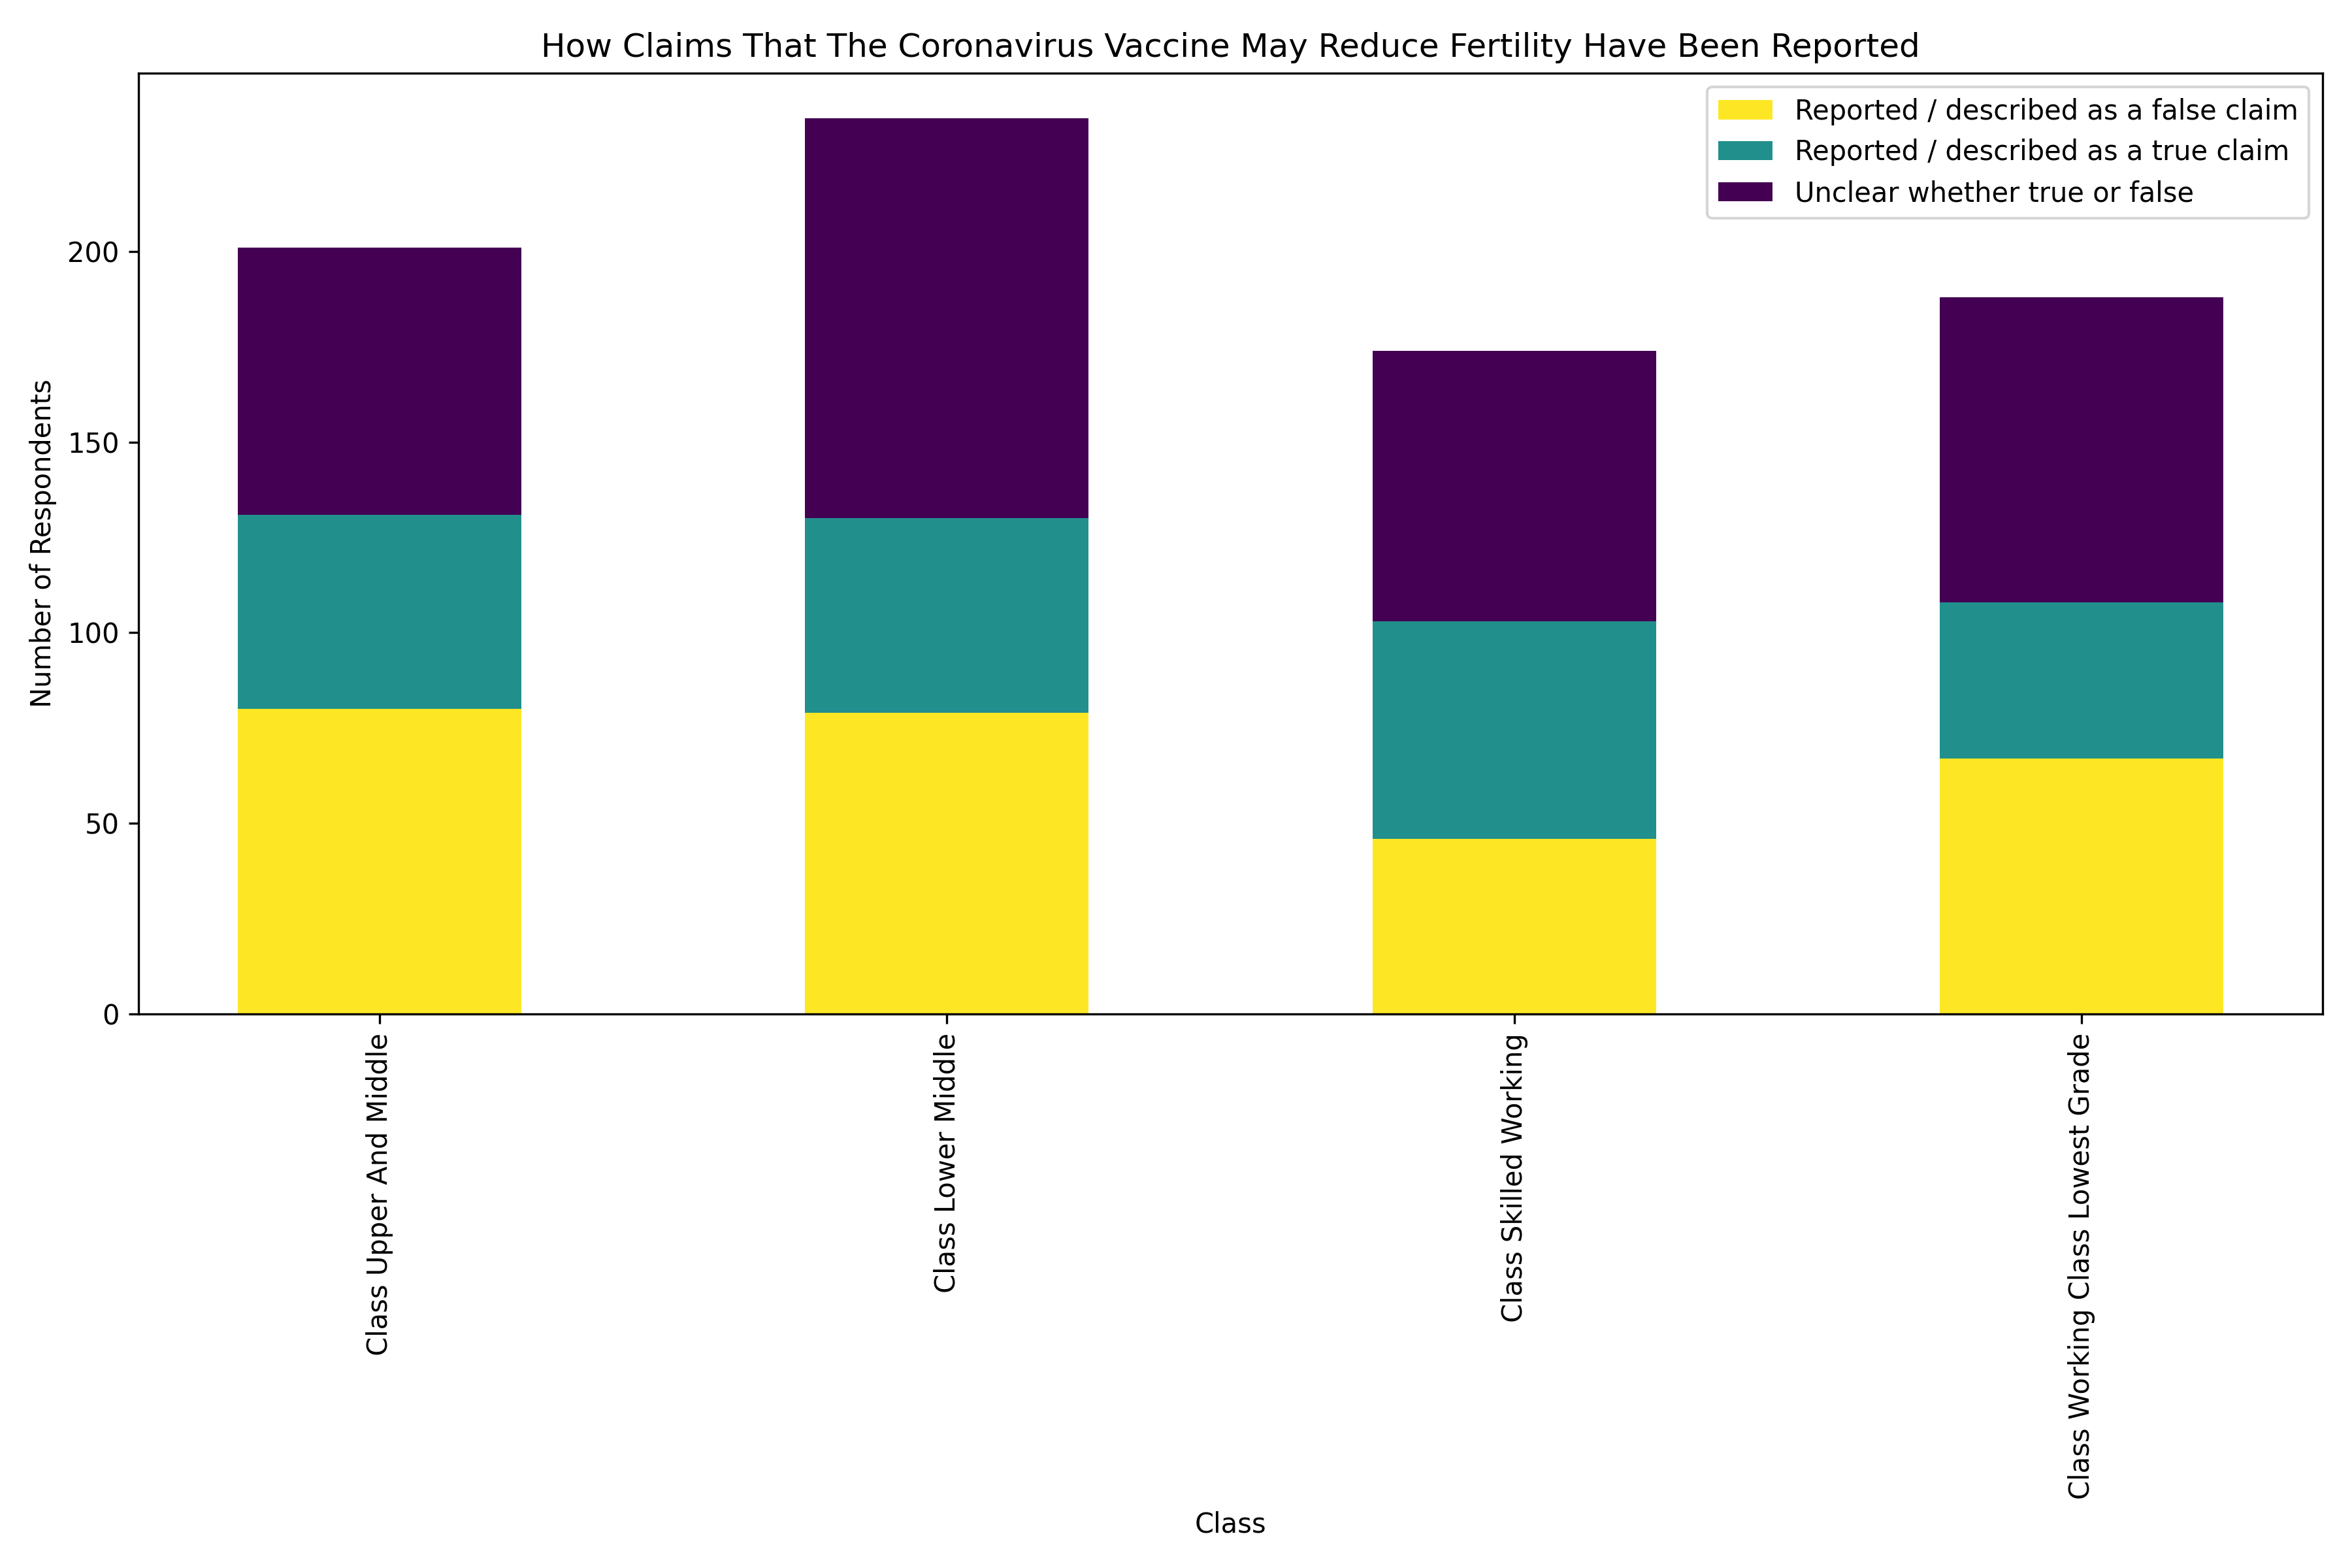 How Claims That The Coronavirus Vaccine May Reduce Fertility Have Been Reported
Reported / described as a false claim
Reported / described as a true claim
Unclear whether true or false
Number of Respondents
200
150
100
50
0
Class Upper And Middle
Class Lower Middle
Class Skilled Working
Class Working Class Lowest Grade
Class